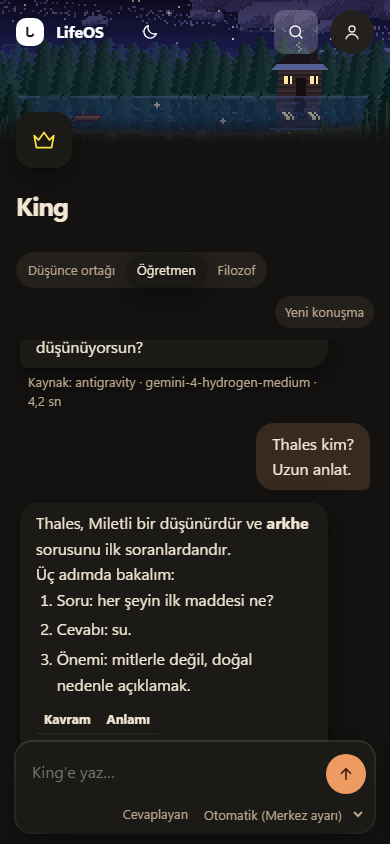 L LifeOS
King
Düşünce ortağı Öğretmen Filozof
Yeni konuşma
düşünüyorsun?
Kaynak: antigravity · gemini-4-hydrogen-medium ·
4,2 sn
Thales kim?
Uzun anlat.
Thales, Miletli bir düşünürdür ve arkhe
sorusunu ilk soranlardandır.
Üç adımda bakalım:
1. Soru: her şeyin ilk maddesi ne?
2. Cevabı: su.
3. Önemi: mitlerle değil, doğal
nedenle açıklamak.
Kavram Anlamı
King'e yaz...
Cevaplayan Otomatik (Merkez ayarı)